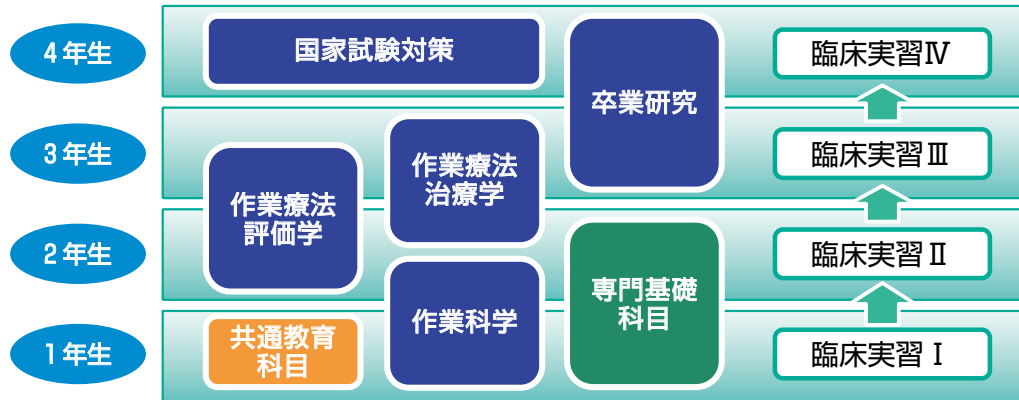 4年生
国家試験対策
卒業研究
臨床実習Ⅳ
3年生
作業療法
評価学
作業療法
治療学
臨床実習Ⅲ
2年生
作業科学
専門基礎
科目
臨床実習Ⅱ
1年生
共通教育
科目
臨床実習Ⅰ